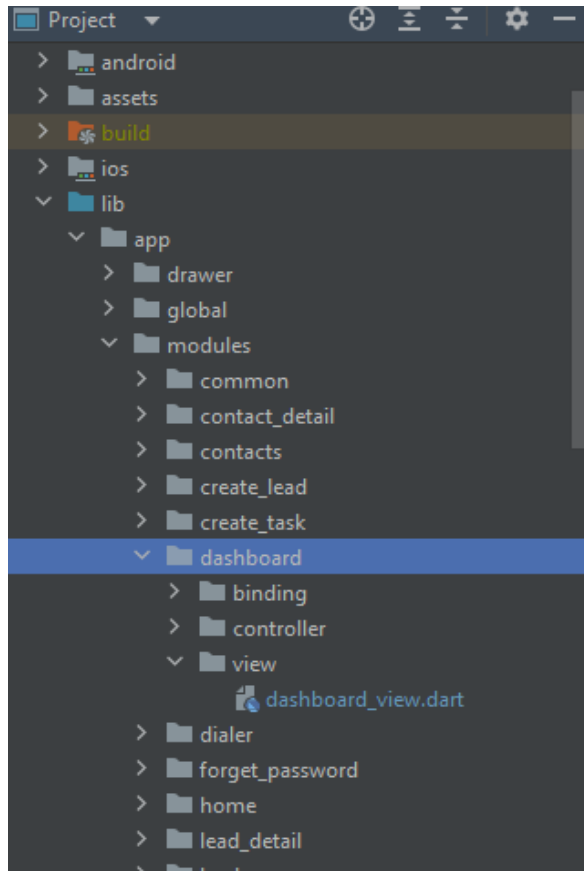 Project
android
assets
build
ios
lib
app
drawer
global
modules
common
contact_detail
contacts
create_lead
create_task
dashboard
binding
controller
view
dashboard_view.dart
dialer
forget_password
home
lead_detail